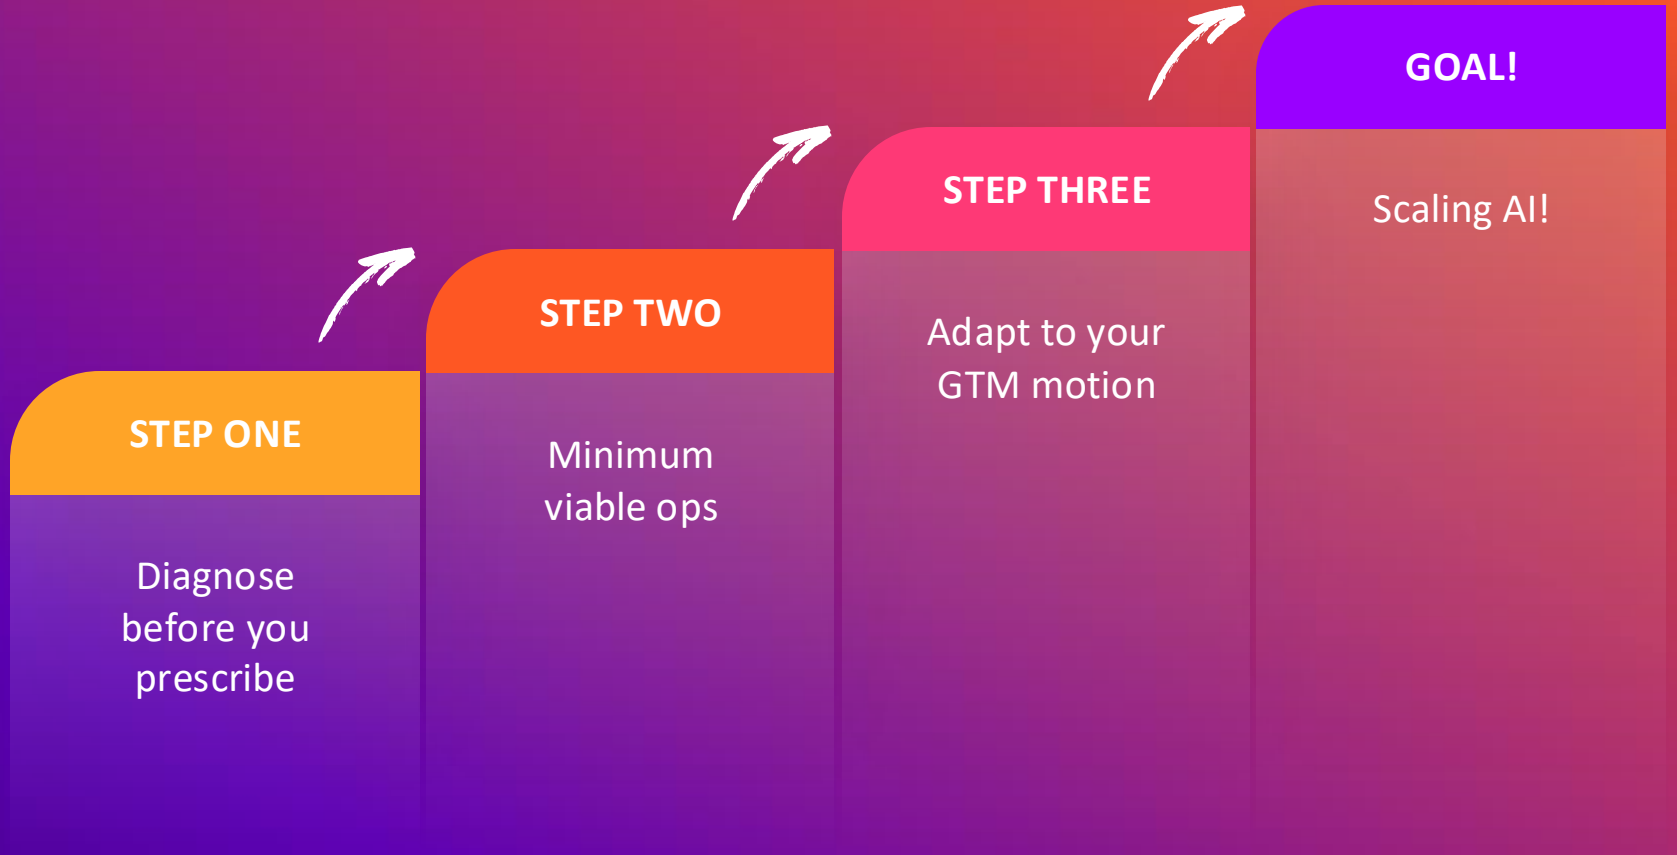 STEP ONE
Diagnose
before you
prescribe
STEP TWO
Minimum
viable ops
STEP THREE
Adapt to your
GTM motion
GOAL!
Scaling AI!